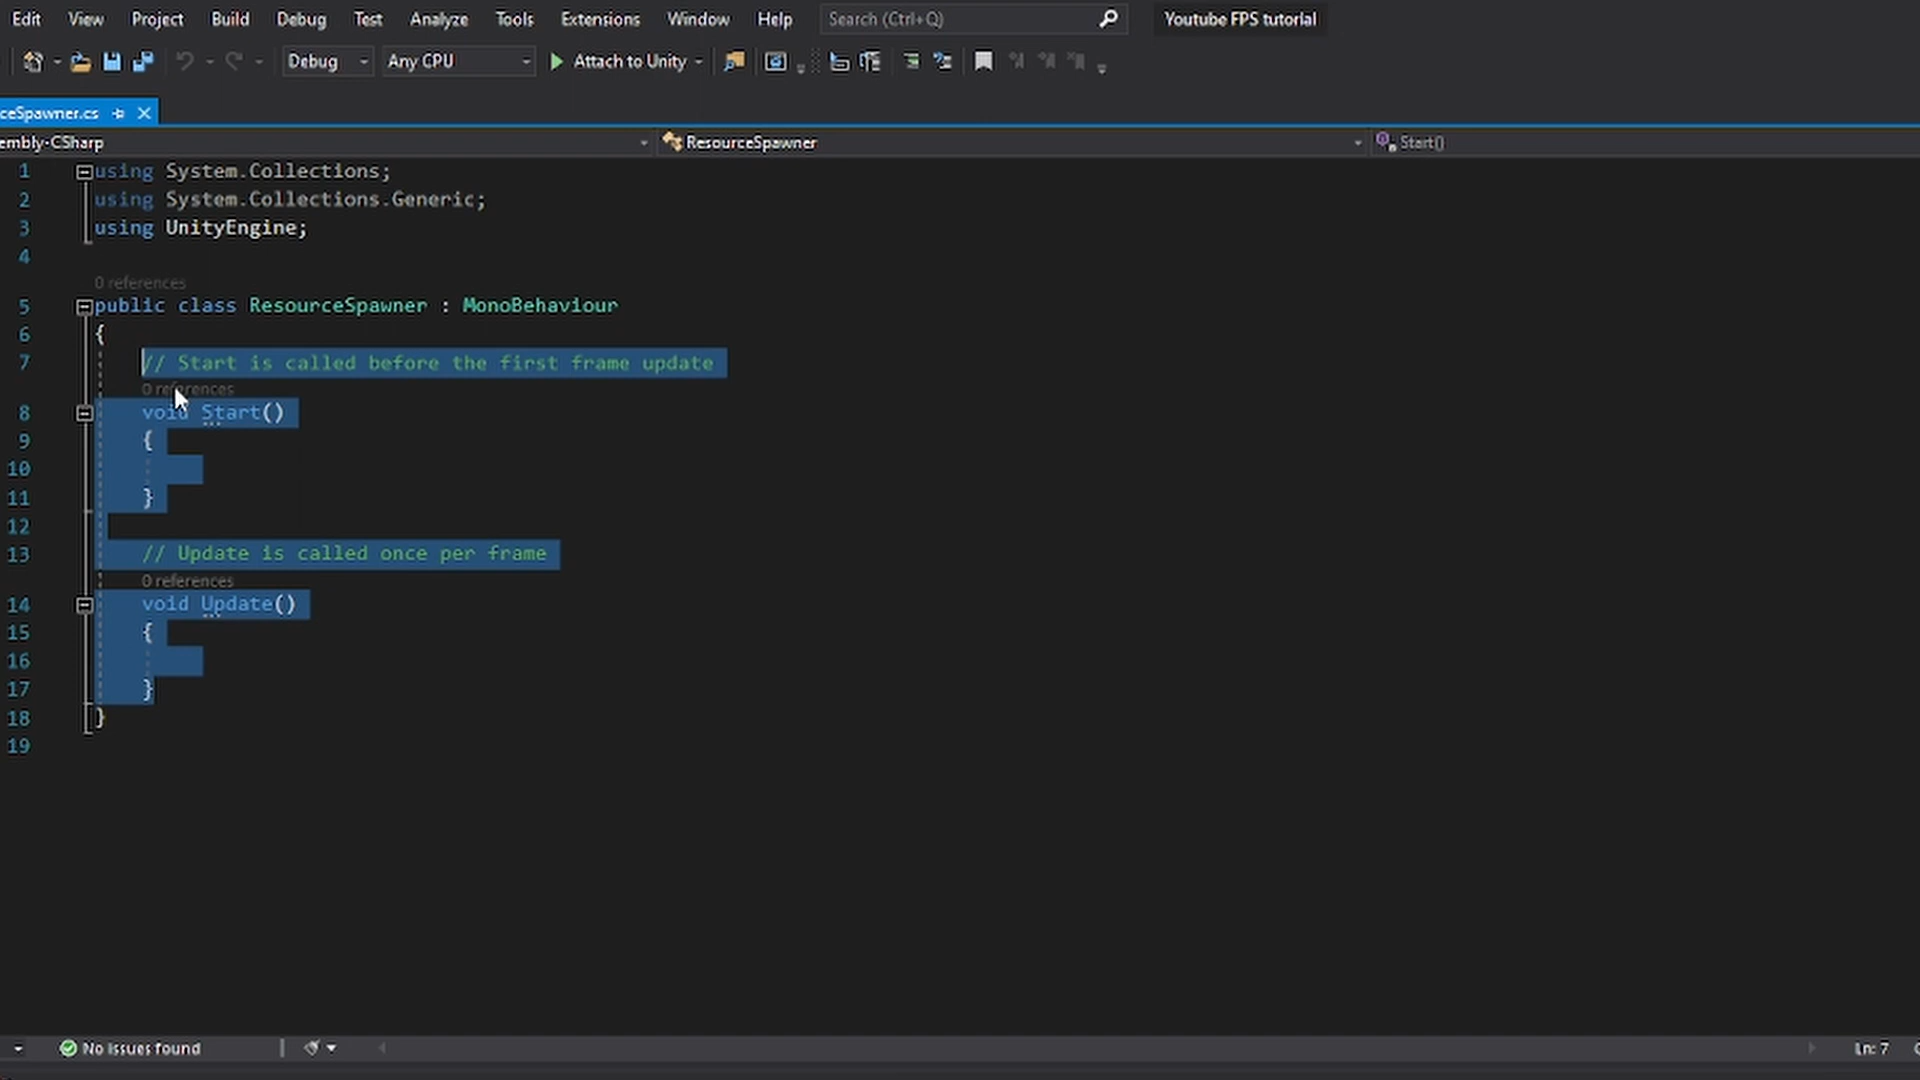 Edit View Project Build Debug Test Analyze Tools Extensions Window Help Search (Ctrl+Q) Youtube FPS tutorial
Debug Any CPU Attach to Unity
ceSpawner.cs
embly-CSharp ResourceSpawner Start()
1 using System.Collections;
2 using System.Collections.Generic;
3 using UnityEngine;
4
0 references
5 public class ResourceSpawner : MonoBehaviour
6 {
7 // Start is called before the first frame update
0 references
8 void Start()
9 {
10
11 }
12
13 // Update is called once per frame
0 references
14 void Update()
15 {
16
17 }
18 }
19
No issues found Ln: 7